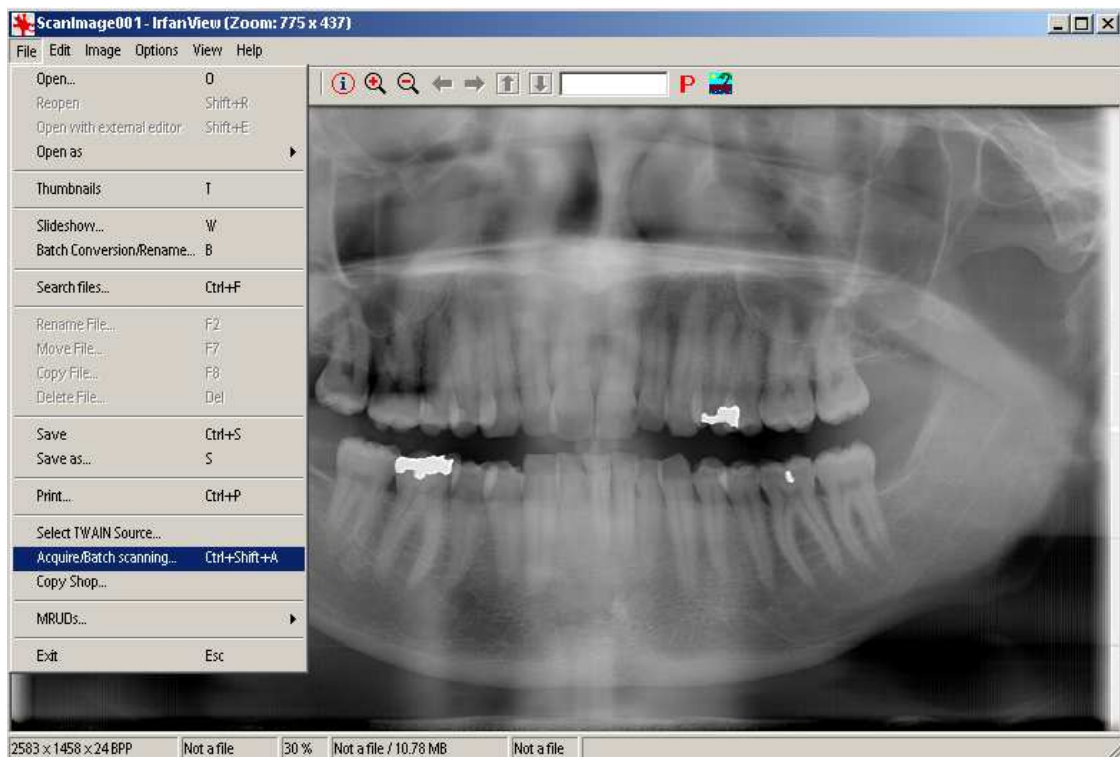 ScanImage001 - IrfanView (Zoom: 775 x 437)
File Edit Image Options View Help
Open... O
Reopen Shift+R
Open with external editor Shift+E
Open as
Thumbnails T
Slideshow... W
Batch Conversion/Rename... B
Search files... Ctrl+F
Rename File... F2
Move File... F7
Copy File... F8
Delete File... Del
Save Ctrl+S
Save as... S
Print... Ctrl+P
Select TWAIN Source...
Acquire/Batch scanning... Ctrl+Shift+A
Copy Shop...
MRUDs...
Exit Esc
P
2583 x 1458 x 24 BPP Not a file 30 % Not a file / 10.78 MB Not a file